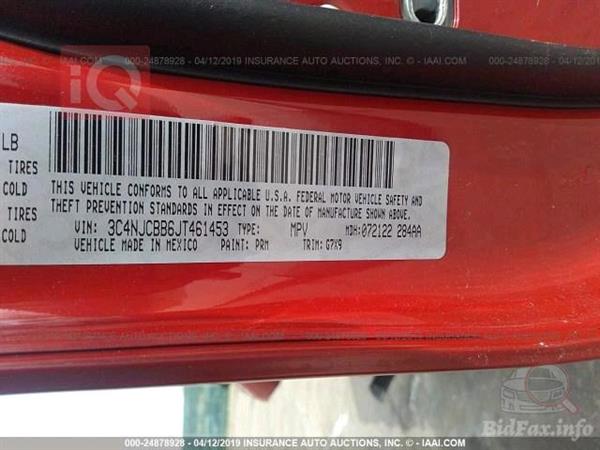 000-24878928 - 04/12/2019 INSURANCE AUTO AUCTIONS, INC. - © IAAI.COM
iQ
LB
TIRES
COLD
TIRES
COLD
THIS VEHICLE CONFORMS TO ALL APPLICABLE U.S.A. FEDERAL MOTOR VEHICLE SAFETY AND
THEFT PREVENTION STANDARDS IN EFFECT ON THE DATE OF MANUFACTURE SHOWN ABOVE.
VIN: 3C4NJCBB6JT461453 TYPE: MPV MDH:072122 284AA
VEHICLE MADE IN MEXICO PAINT: PRM TRIM: G7X9
BidFax.info
000-24878928 - 04/12/2019 INSURANCE AUTO AUCTIONS, INC. - © IAAI.COM